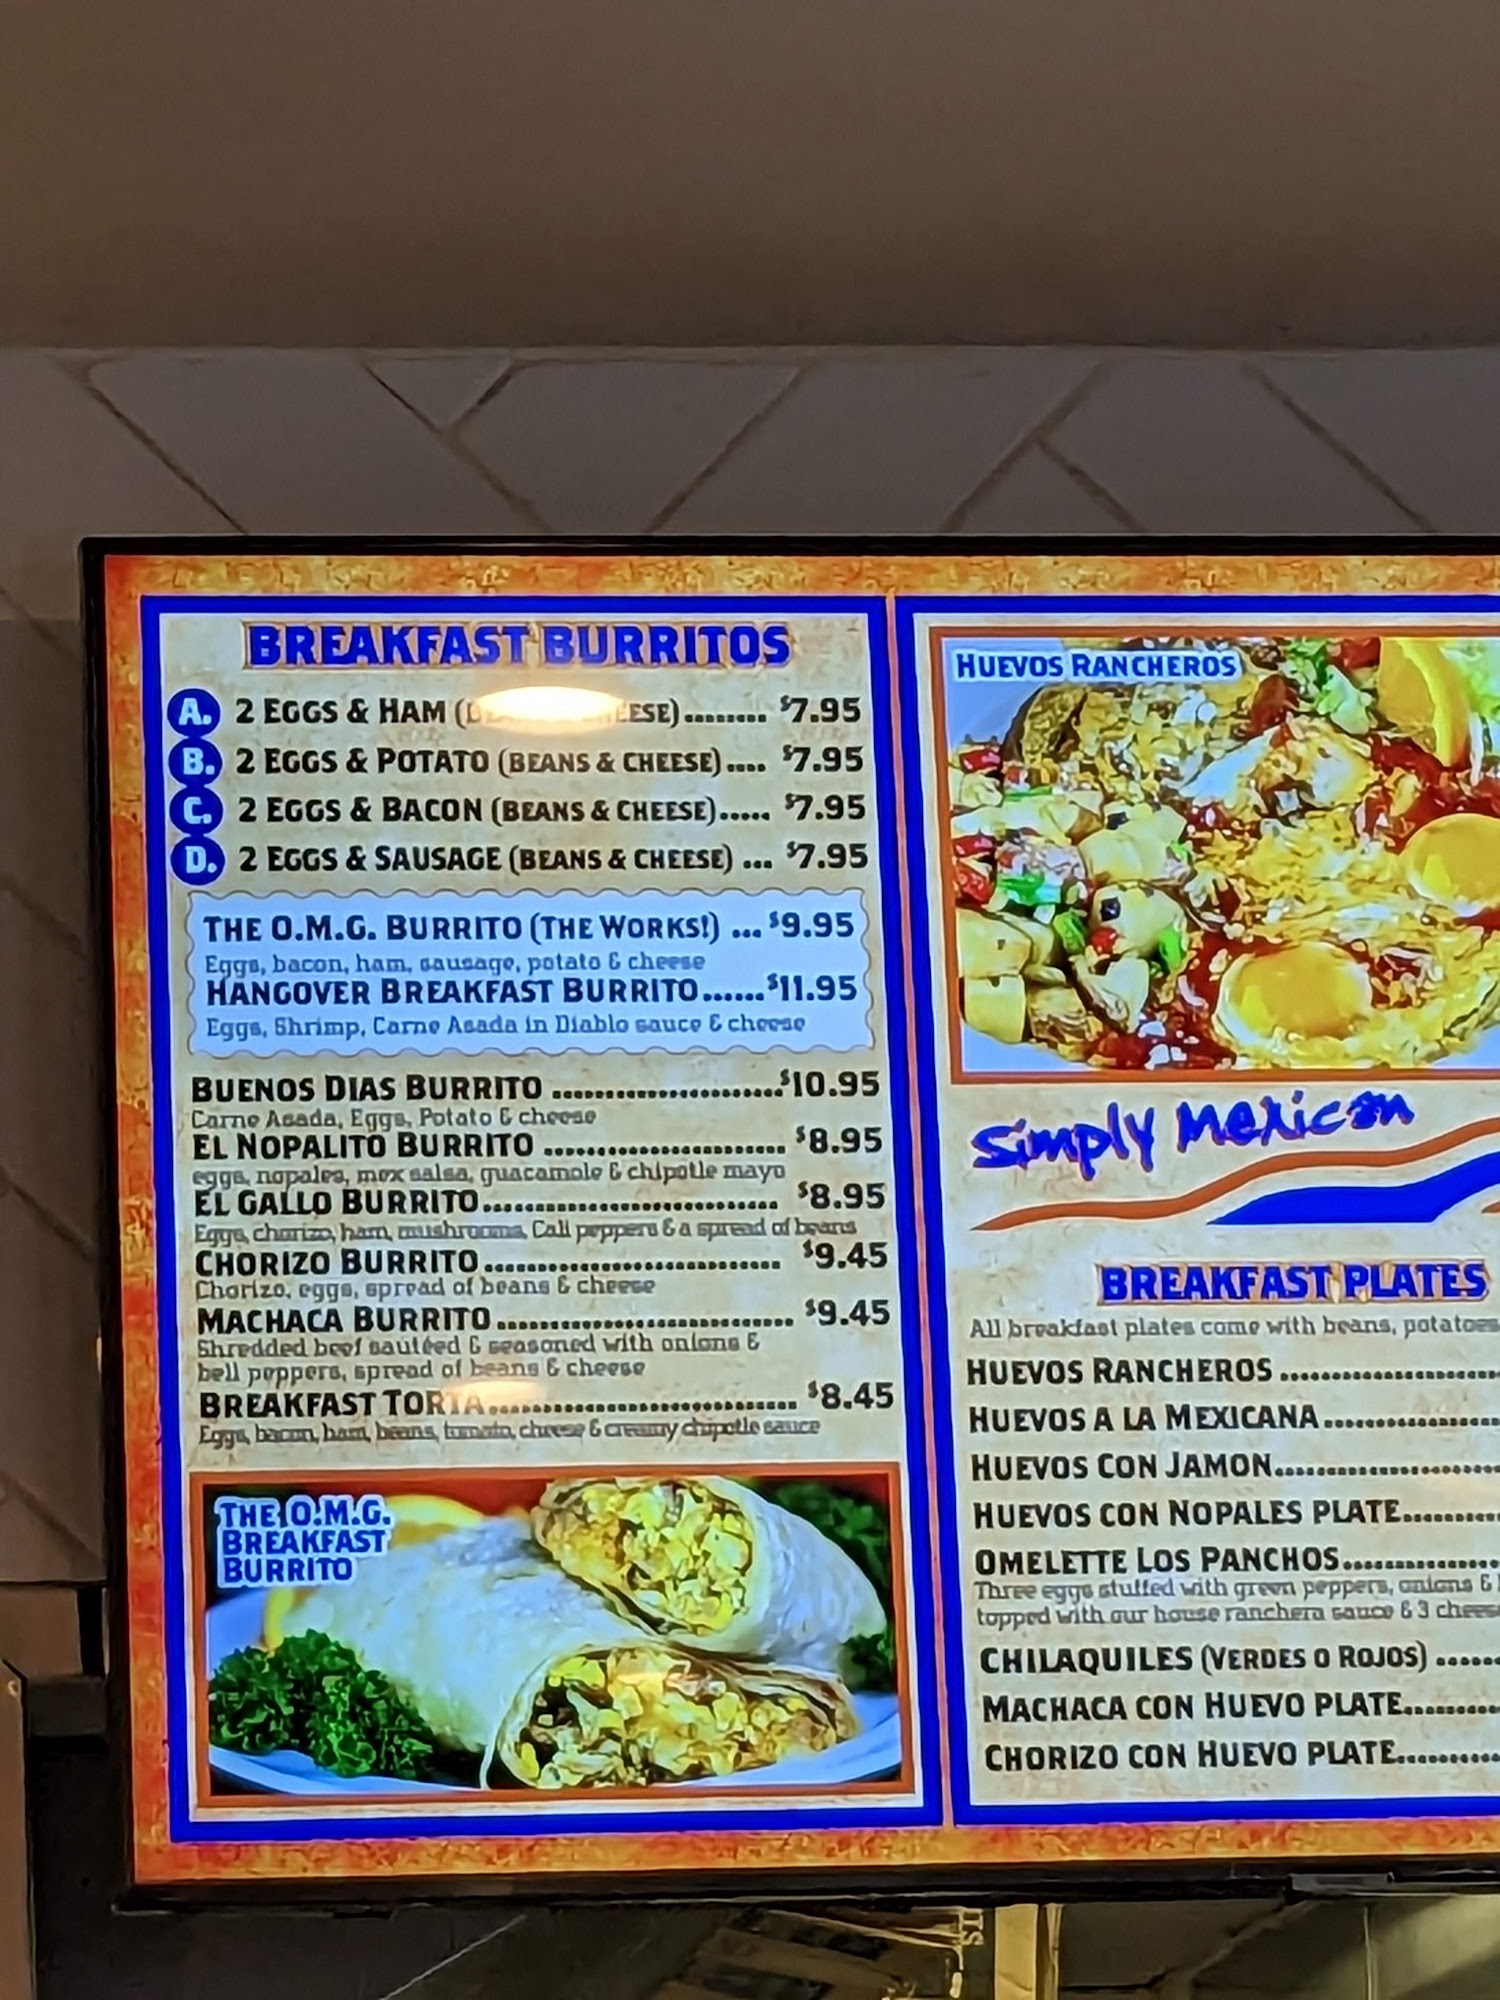 BREAKFAST BURRITOS
A. 2 EGGS & HAM ( ESE)........ $7.95
B. 2 EGGS & POTATO (BEANS & CHEESE).... $7.95
C. 2 EGGS & BACON (BEANS & CHEESE)..... $7.95
D. 2 EGGS & SAUSAGE (BEANS & CHEESE) ... $7.95
THE O.M.G. BURRITO (THE WORKS!) ... $9.95
Eggs, bacon, ham, sausage, potato & cheese
HANGOVER BREAKFAST BURRITO...... $11.95
Eggs, Shrimp, Carne Asada in Diablo sauce & cheese
BUENOS DIAS BURRITO ........................ $10.95
Carne Asada, Eggs, Potato & cheese
EL NOPALITO BURRITO ......................... $8.95
eggs, nopales, mex salsa, guacamole & chipotle mayo
EL GALLO BURRITO............................... $8.95
Eggs, chorizo, ham, mushrooms, Cali peppers & a spread of beans
CHORIZO BURRITO............................... $9.45
Chorizo, eggs, spread of beans & cheese
MACHACA BURRITO............................... $9.45
Shredded beef sautéed & seasoned with onions &
bell peppers, spread of beans & cheese
BREAKFAST TORTA................................ $8.45
Eggs, bacon, ham, beans, tomato, cheese & creamy chipotle sauce
THE O.M.G.
BREAKFAST
BURRITO
HUEVOS RANCHEROS
Simply Mexican
BREAKFAST PLATES
All breakfast plates come with beans, potatoes
HUEVOS RANCHEROS ........................
HUEVOS A LA MEXICANA...................
HUEVOS CON JAMON.........................
HUEVOS CON NOPALES PLATE..........
OMELETTE LOS PANCHOS.................
Three eggs stuffed with green peppers, onions &
topped with our house ranchera sauce & 3 cheese
CHILAQUILES (VERDES O ROJOS) ......
MACHACA CON HUEVO PLATE..........
CHORIZO CON HUEVO PLATE...........